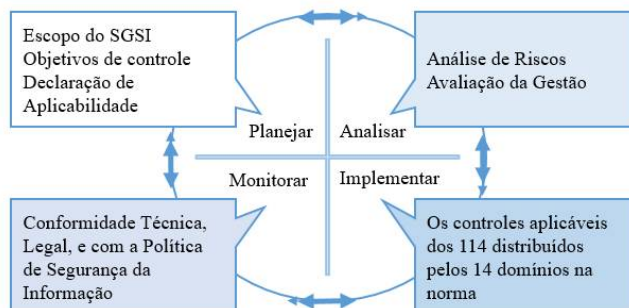 Escopo do SGSI
Objetivos de controle
Declaração de
Aplicabilidade
Análise de Riscos
Avaliação da Gestão
Planejar
Analisar
Monitorar
Implementar
Conformidade Técnica,
Legal, e com a Política
de Segurança da
Informação
Os controles aplicáveis
dos 114 distribuídos
pelos 14 domínios na
norma